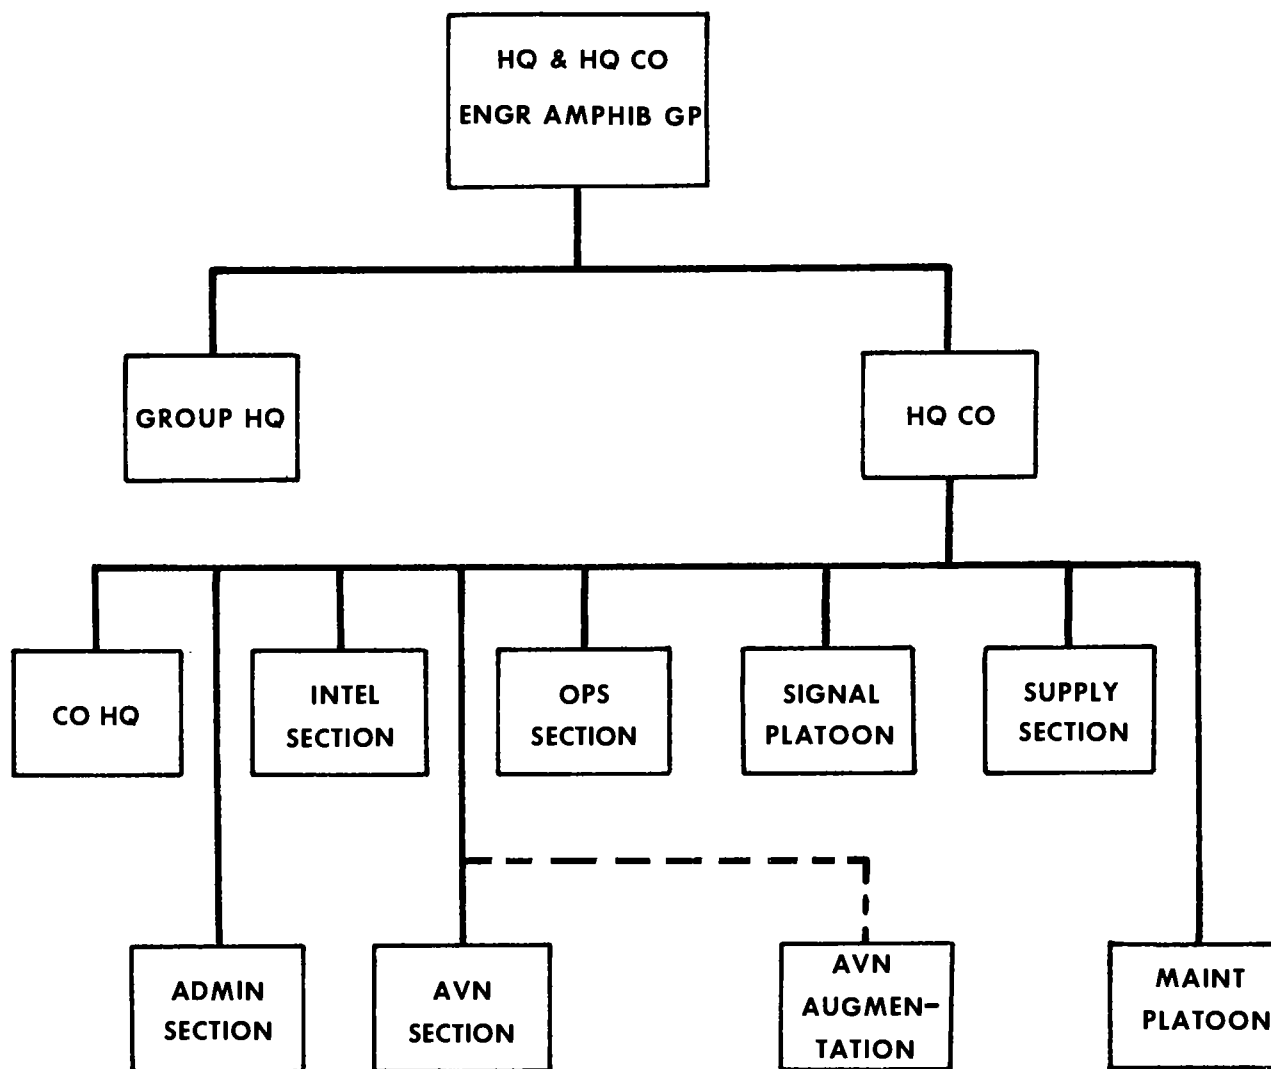 HQ & HQ CO
ENGR AMPHIB GP
GROUP HQ
HQ CO
CO HQ
INTEL
SECTION
OPS
SECTION
SIGNAL
PLATOON
SUPPLY
SECTION
ADMIN
SECTION
AVN
SECTION
AVN
AUGMEN-
TATION
MAINT
PLATOON